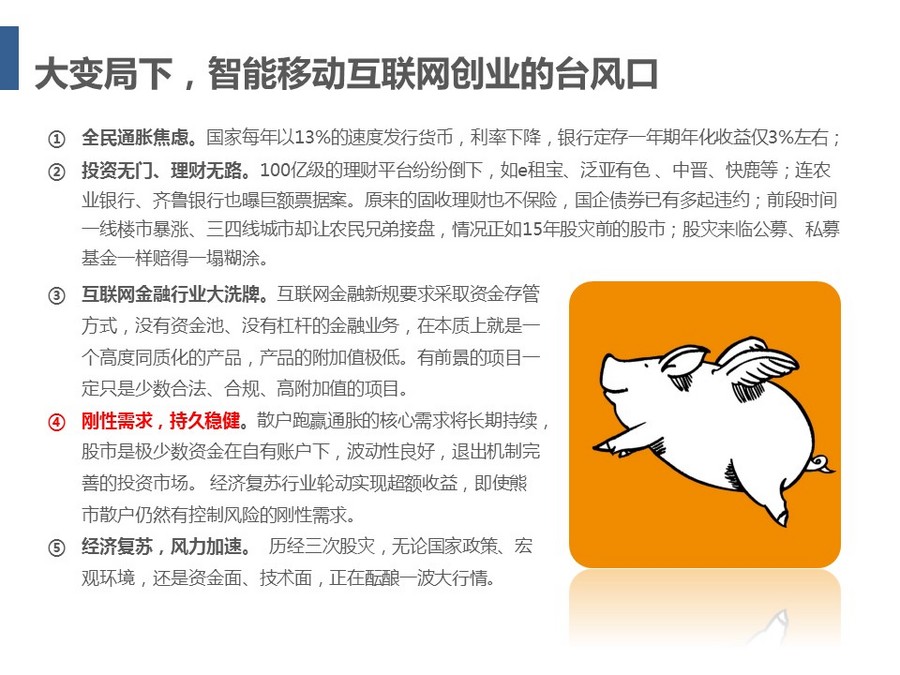 大变局下，智能移动互联网创业的台风口
① 全民通胀焦虑。国家每年以13%的速度发行货币，利率下降，银行定存一年期年化收益仅3%左右；
② 投资无门、理财无路。100亿级的理财平台纷纷倒下，如e租宝、泛亚有色 、中晋、快鹿等；连农
业银行、齐鲁银行也曝巨额票据案。原来的固收理财也不保险，国企债券已有多起违约；前段时间
一线楼市暴涨、三四线城市却让农民兄弟接盘，情况正如15年股灾前的股市；股灾来临公募、私募
基金一样赔得一塌糊涂。
③ 互联网金融行业大洗牌。互联网金融新规要求采取资金存管
方式，没有资金池、没有杠杆的金融业务，在本质上就是一
个高度同质化的产品，产品的附加值极低。有前景的项目一
定只是少数合法、合规、高附加值的项目。
④ 刚性需求，持久稳健。散户跑赢通胀的核心需求将长期持续，
股市是极少数资金在自有账户下，波动性良好，退出机制完
善的投资市场。 经济复苏行业轮动实现超额收益，即使熊
市散户仍然有控制风险的刚性需求。
⑤ 经济复苏，风力加速。 历经三次股灾，无论国家政策、宏
观环境，还是资金面、技术面，正在酝酿一波大行情。